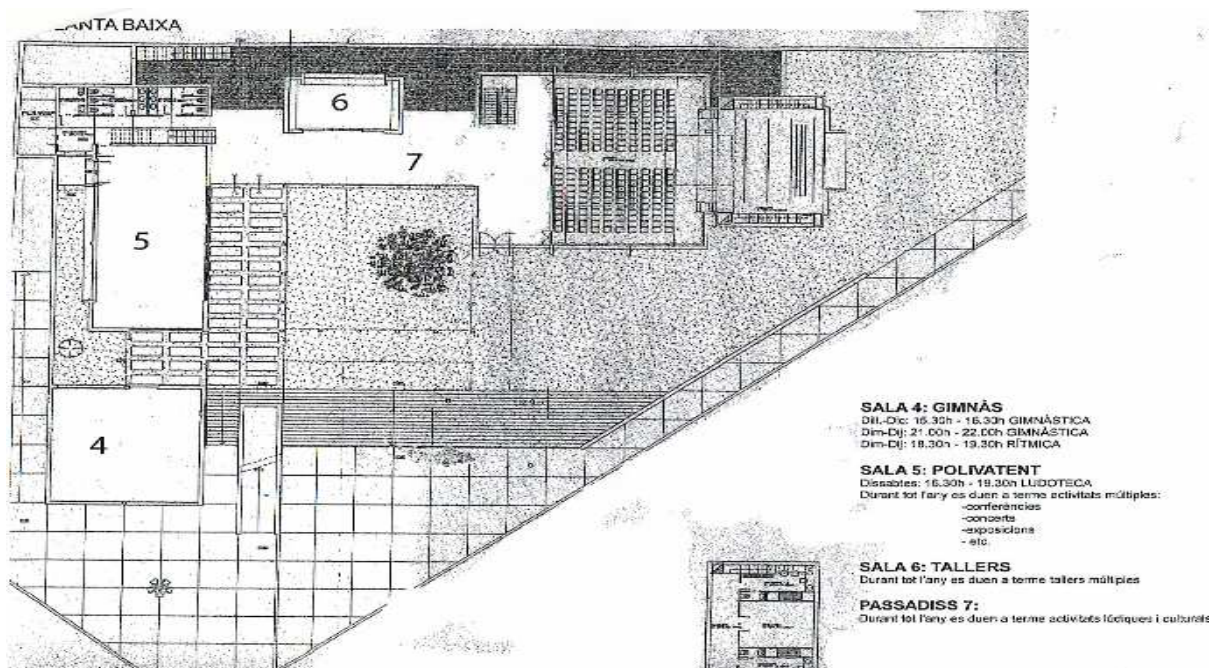 PLANTA BAIXA
6
7
5
4
SALA 4: GIMNÀS
Dill.-Dic: 15.30h - 16.30h GIMNÀSTICA
Dim-Dij: 21.00h - 22.00h GIMNÀSTICA
Dim-Dij: 18.30h - 19.30h RÍTMICA
SALA 5: POLIVATENT
Dissabtes: 16.30h - 19.30h LUDOTECA
Durant tot l'any es duen a terme activitats múltiples:
-conferències
-concerts
-exposicions
- etc.
SALA 6: TALLERS
Durant tot l'any es duen a terme tallers múltiples
PASSADISS 7:
Durant tot l'any es duen a terme activitats lúdiques i culturals